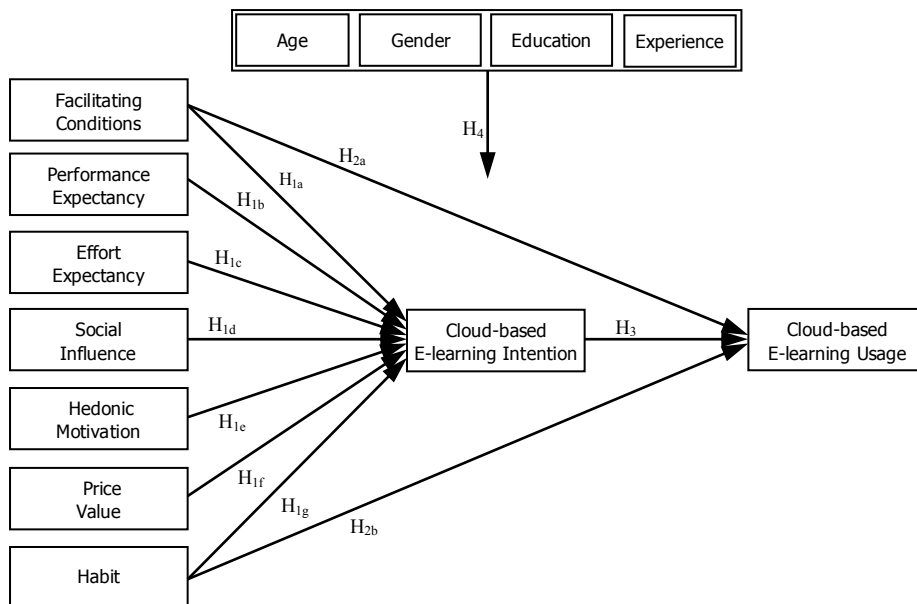 Age
Gender
Education
Experience
Facilitating
Conditions
H4
H2a
Performance
Expectancy
H1a
H1b
Effort
Expectancy
H1c
Social
Influence
H1d
Cloud-based
E-learning Intention
H3
Cloud-based
E-learning Usage
Hedonic
Motivation
H1e
Price
Value
H1f
H1g
H2b
Habit